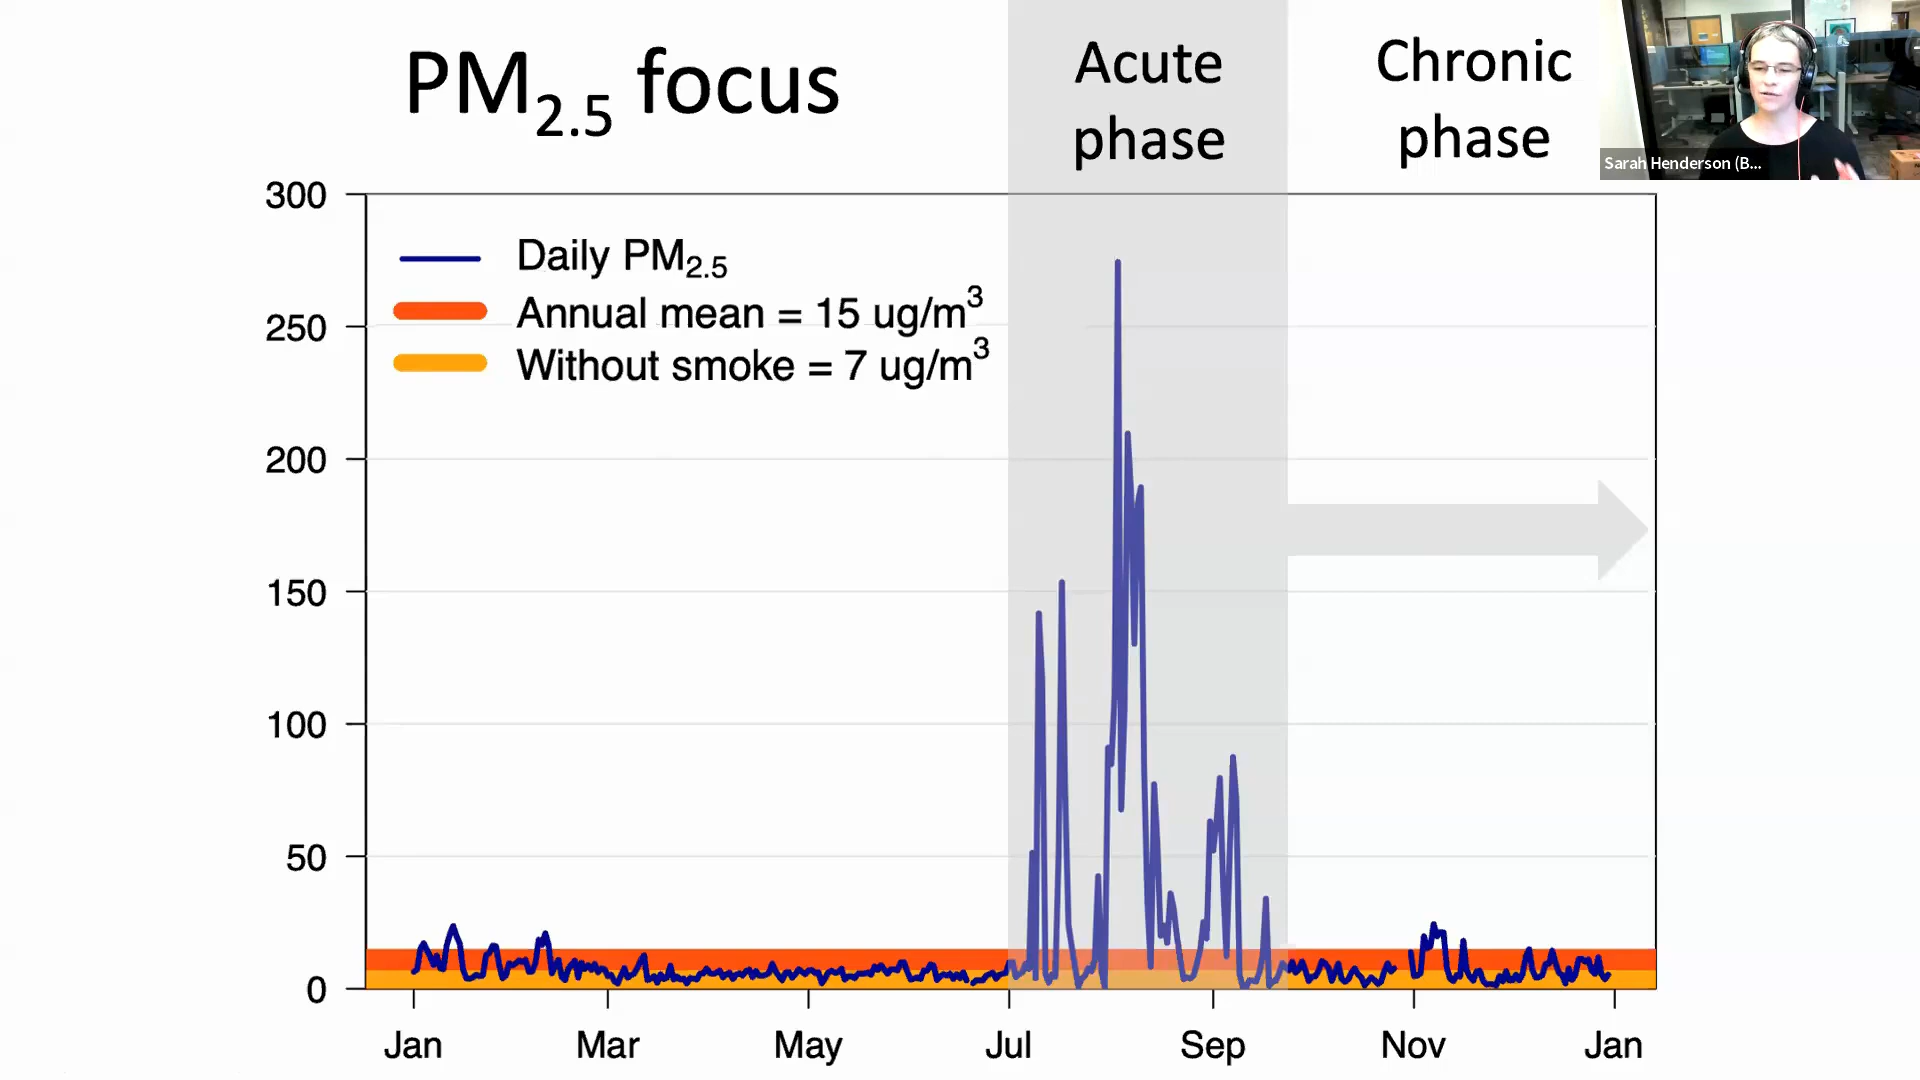 PM2.5 focus
Acute
phase
Chronic
phase
Sarah Henderson (B...
300
250
200
150
100
50
0
Daily PM2.5
Annual mean = 15 ug/m3
Without smoke = 7 ug/m3
Jan Mar May Jul Sep Nov Jan